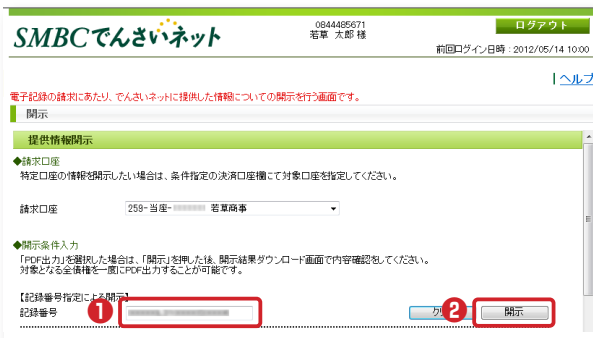 SMBCでんさいネット
0844485671
若草 太郎 様
ログアウト
前回ログイン日時：2012/05/14 10:00
ヘルプ
電子記録の請求にあたり、でんさいネットに提供した情報についての開示を行う画面です。
開示
提供情報開示
◆請求口座
特定口座の情報を開示したい場合は、条件指定の決済口座欄にて対象口座を指定してください。
請求口座 259-当座- 若草商事
◆開示条件入力
「PDF出力」を選択した場合は、「開示」を押した後、開示結果ダウンロード画面で内容確認をしてください。
対象となる全債権を一度にPDF出力することが可能です。
【記録番号指定による開示】
記録番号 1 2 開示